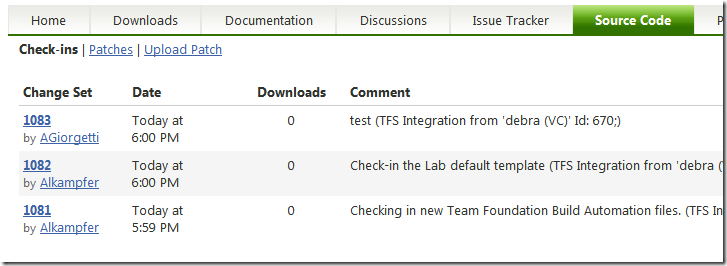 Home Downloads Documentation Discussions Issue Tracker Source Code P
Check-ins | Patches | Upload Patch
Change Set Date Downloads Comment
1083 Today at 0 test (TFS Integration from 'debra (VC)' Id: 670;)
by AGiorgetti 6:00 PM
1082 Today at 0 Check-in the Lab default template (TFS Integration from 'debra (
by Alkampfer 6:00 PM
1081 Today at 0 Checking in new Team Foundation Build Automation files. (TFS In
by Alkampfer 5:59 PM